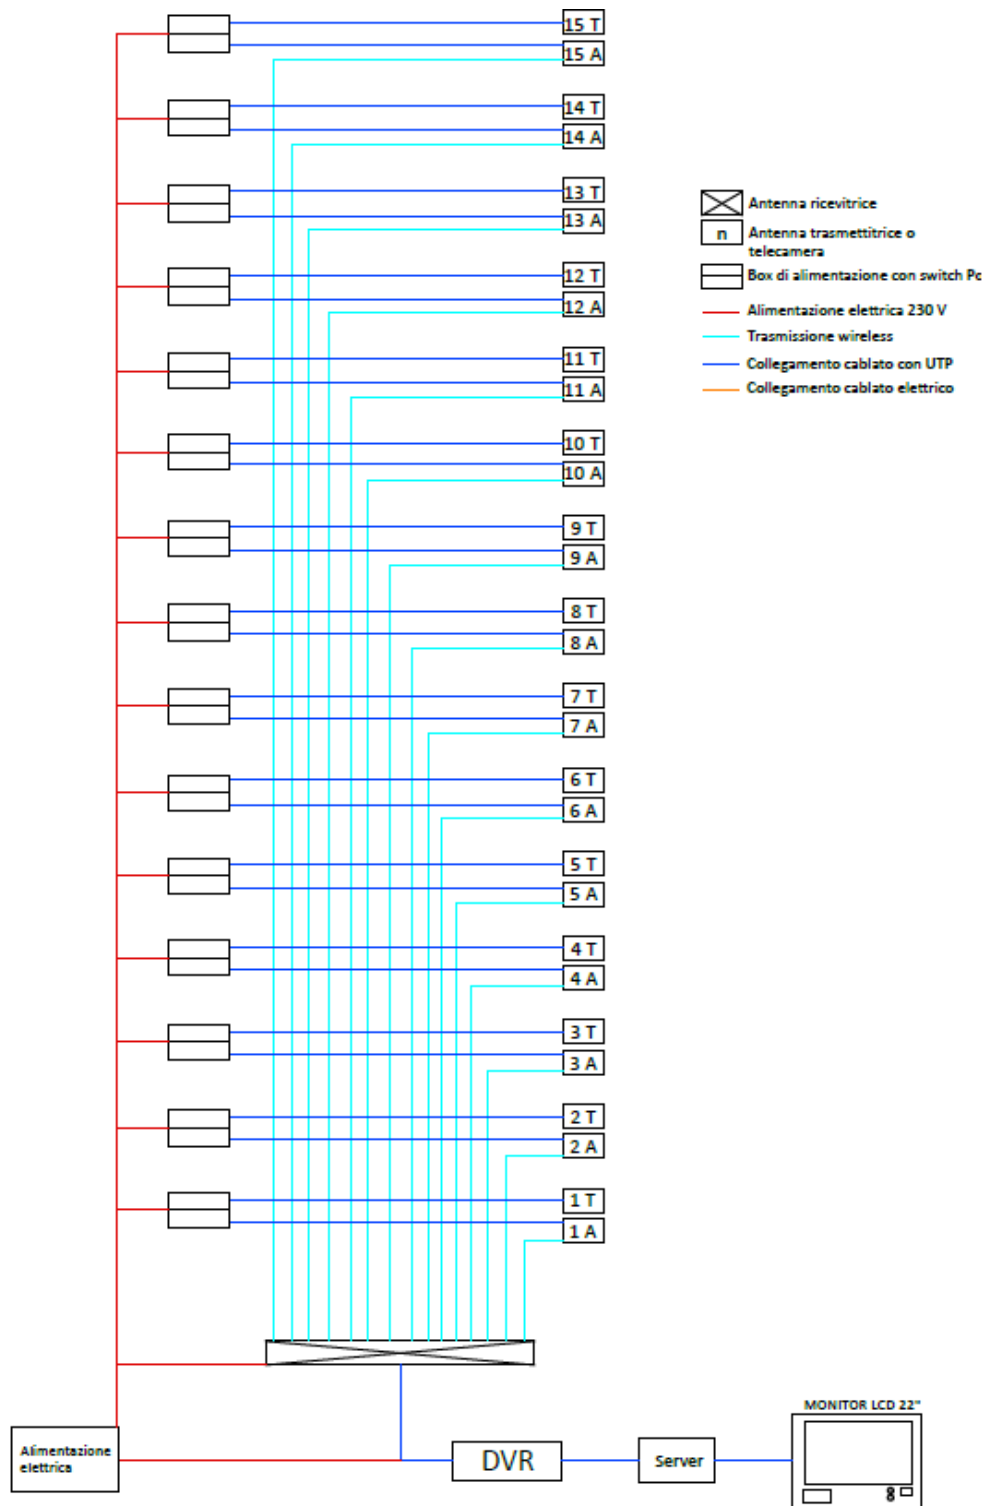 15 T
15 A
14 T
14 A
13 T
13 A
12 T
12 A
11 T
11 A
10 T
10 A
9 T
9 A
8 T
8 A
7 T
7 A
6 T
6 A
5 T
5 A
4 T
4 A
3 T
3 A
2 T
2 A
1 T
1 A
Antenna ricevitrice
n
Antenna trasmettitrice o
telecamera
Box di alimentazione con switch Po
Alimentazione elettrica 230 V
Trasmissione wireless
Collegamento cablato con UTP
Collegamento cablato elettrico
Alimentazione
elettrica
DVR
Server
MONITOR LCD 22"